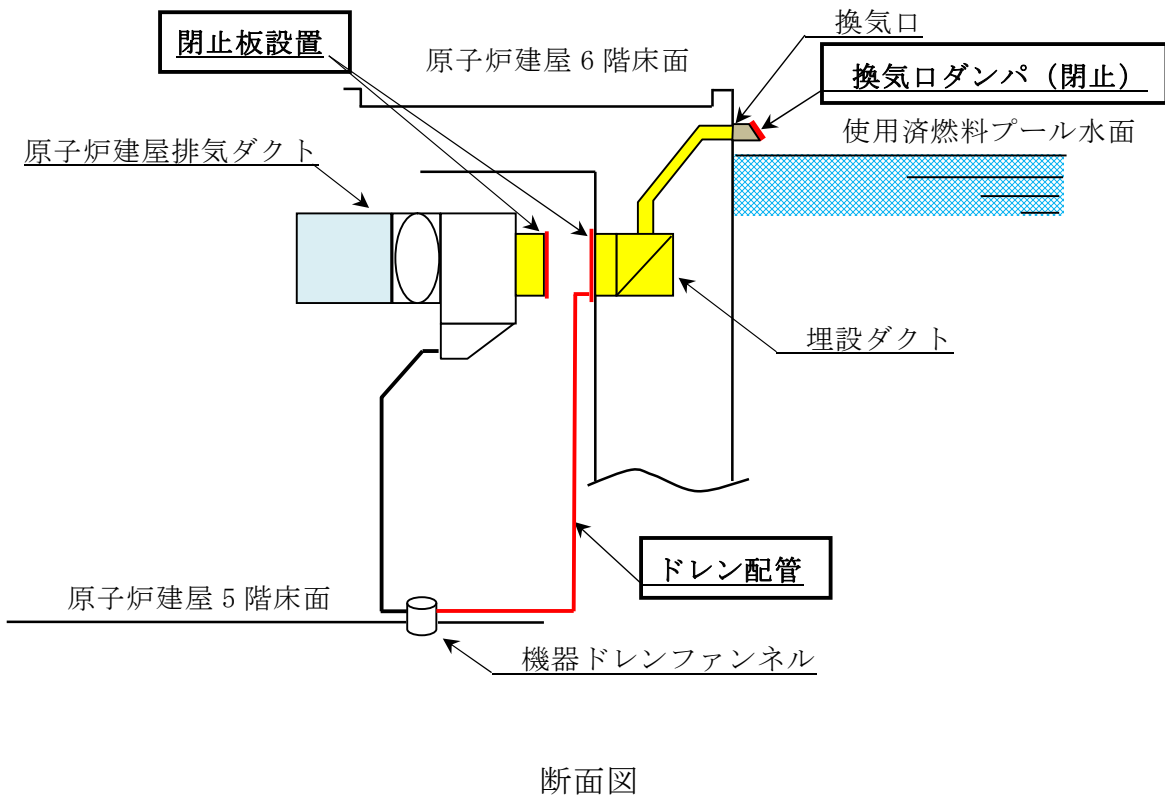 換気口
閉止板設置
原子炉建屋 6 階床面
換気口ダンパ（閉止）
使用済燃料プール水面
原子炉建屋排気ダクト
埋設ダクト
ドレン配管
原子炉建屋 5 階床面
機器ドレンファンネル
断面図